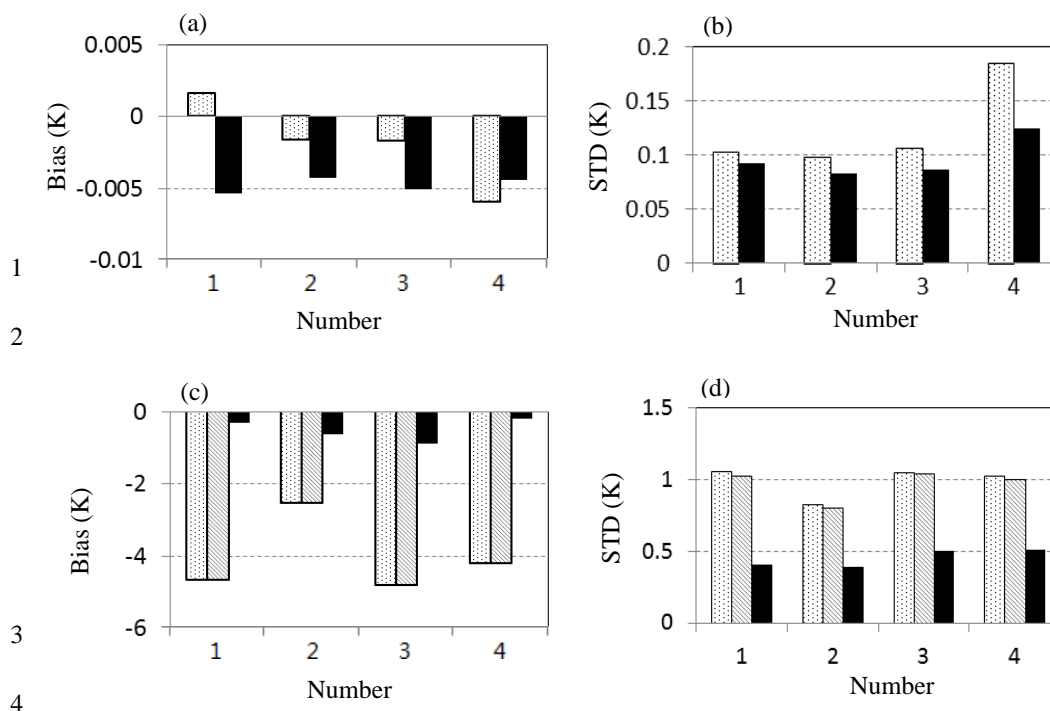 (a)
0.005
0
-0.005
-0.01
Bias (K)
1 2 3 4
Number
(b)
0.2
0.15
0.1
0.05
0
STD (K)
1 2 3 4
Number
1
2
(c)
0
-2
-4
-6
Bias (K)
1 2 3 4
Number
(d)
1.5
1
0.5
0
STD (K)
1 2 3 4
Number
3
4